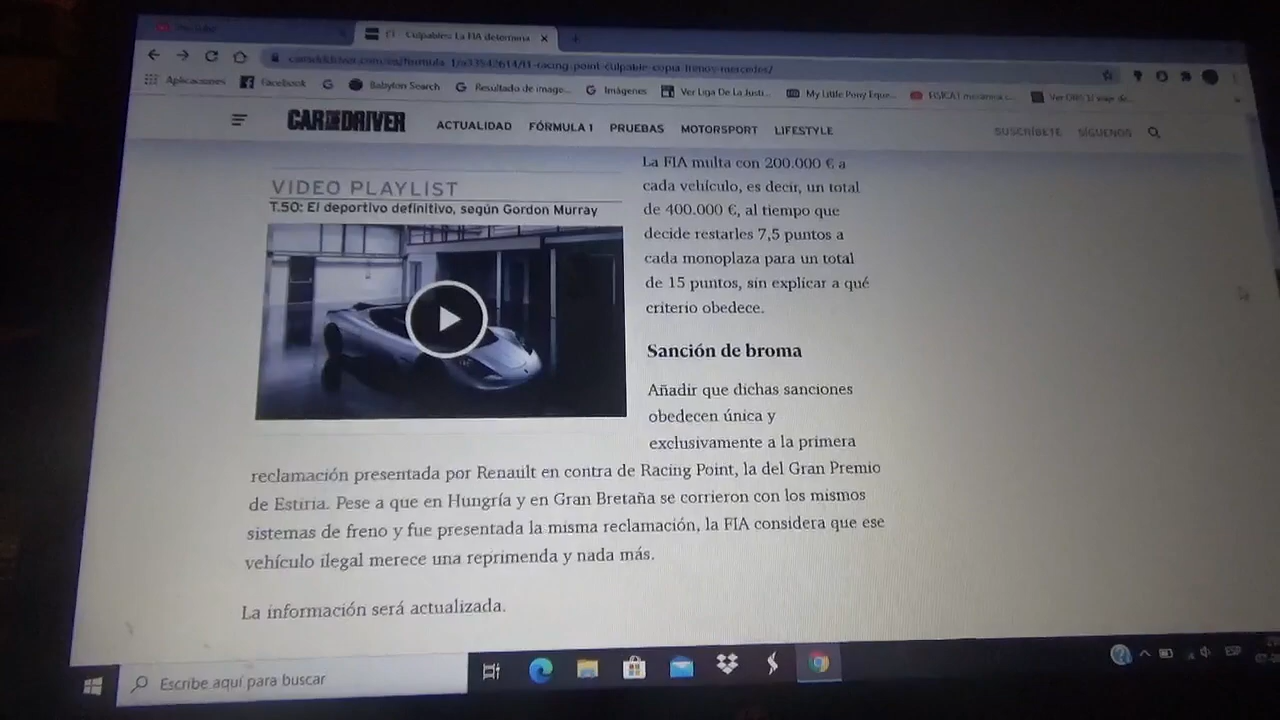 Culpables: La FIA determina
Aplicaciones Facebook Babylon Search Resultado de image... Imágenes Ver Liga De La Justi... My Little Pony Eque...
CAR AND DRIVER ACTUALIDAD FÓRMULA 1 PRUEBAS MOTORSPORT LIFESTYLE SUSCRÍBETE SÍGUENOS
VIDEO PLAYLIST
T.50: El deportivo definitivo, según Gordon Murray
La FIA multa con 200.000 € a
cada vehículo, es decir, un total
de 400.000 €, al tiempo que
decide restarles 7,5 puntos a
cada monoplaza para un total
de 15 puntos, sin explicar a qué
criterio obedece.
Sanción de broma
Añadir que dichas sanciones
obedecen única y
exclusivamente a la primera
reclamación presentada por Renault en contra de Racing Point, la del Gran Premio
de Estiria. Pese a que en Hungría y en Gran Bretaña se corrieron con los mismos
sistemas de freno y fue presentada la misma reclamación, la FIA considera que ese
vehículo ilegal merece una reprimenda y nada más.
La información será actualizada.
Escribe aquí para buscar
ESP